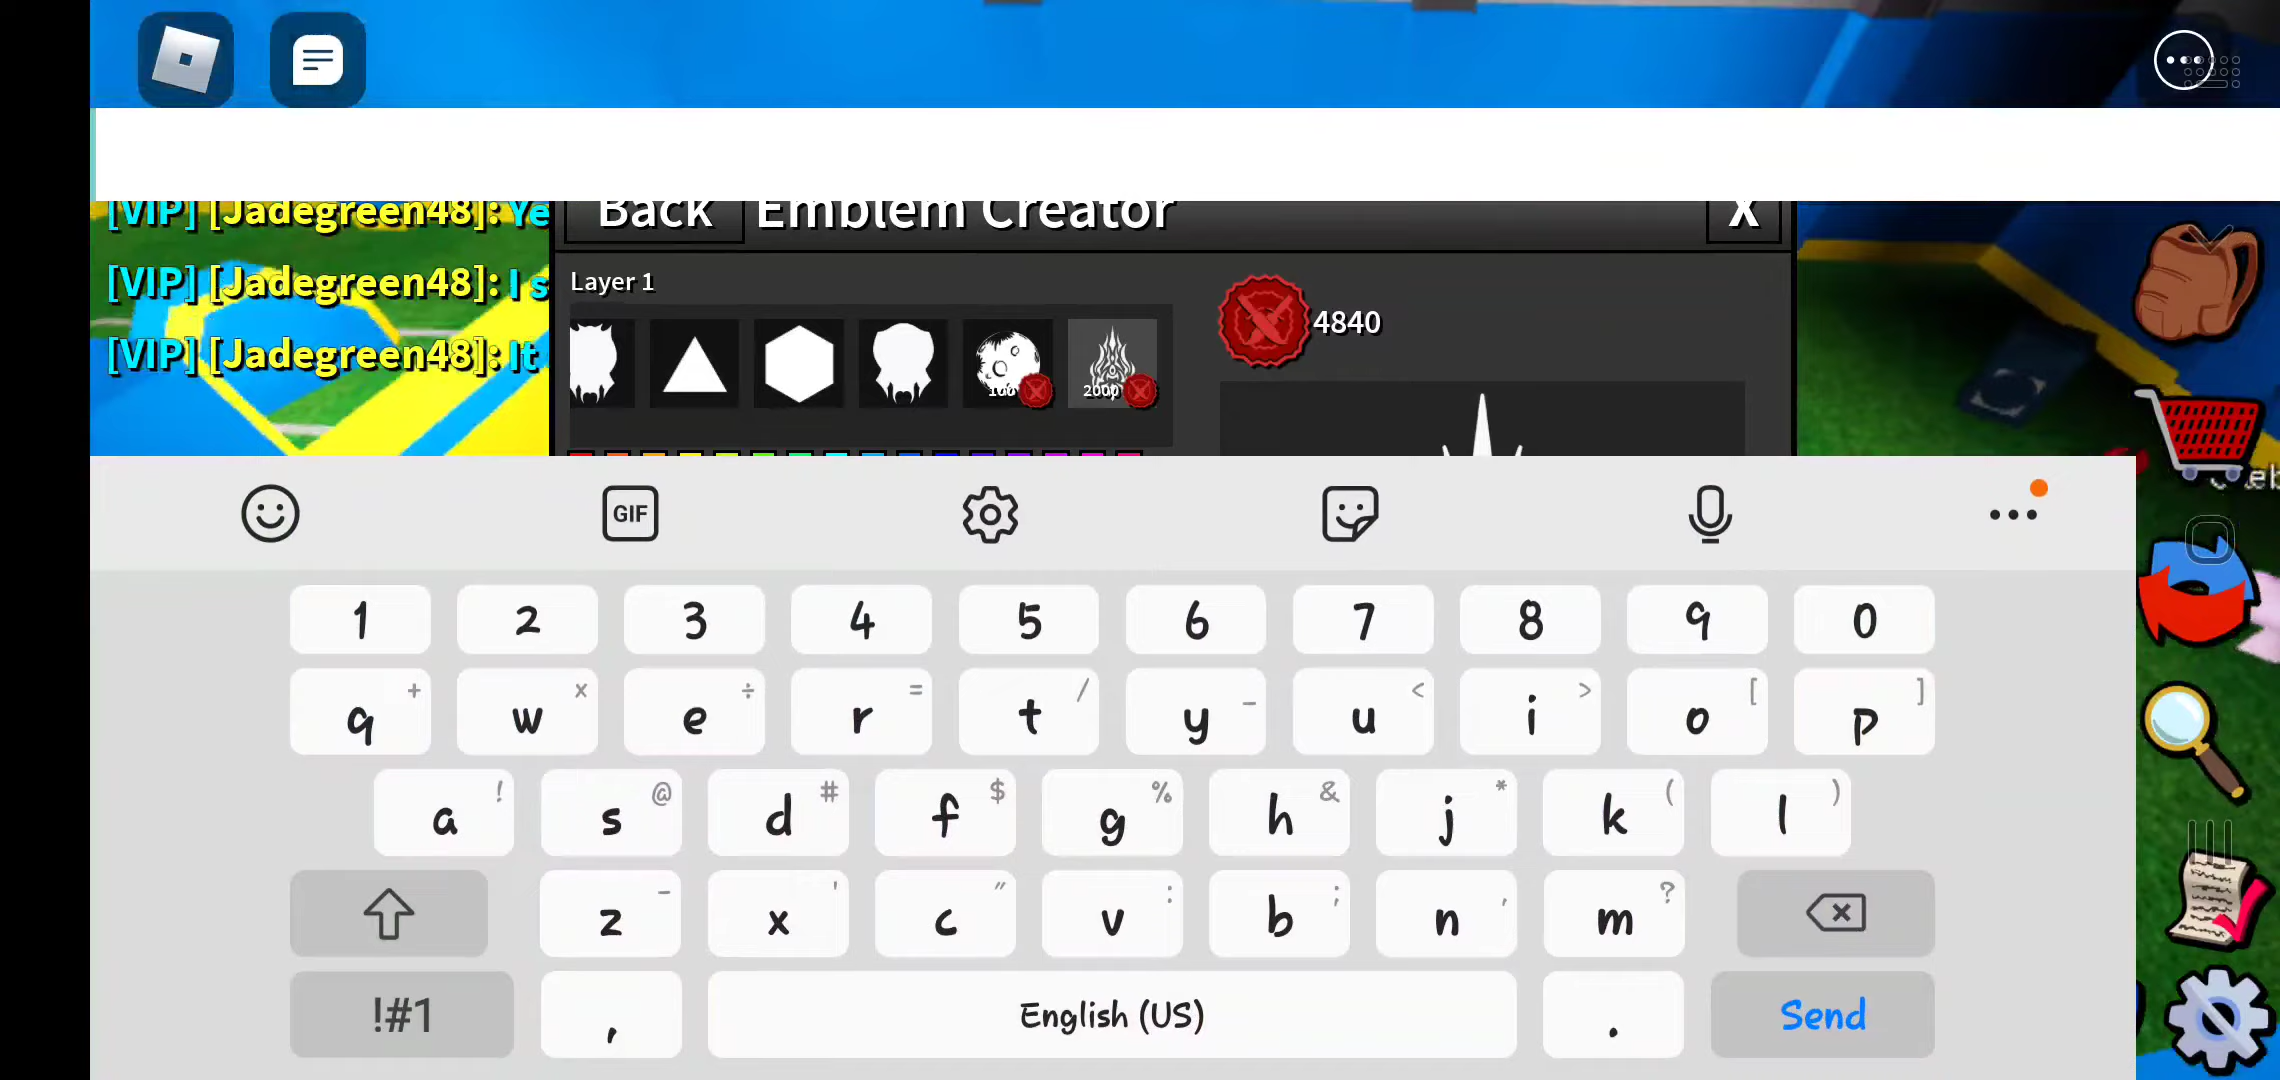 [VIP] [Jadegreen48]: Ye
[VIP] [Jadegreen48]: I s
[VIP] [Jadegreen48]: It
Back
Emblem Creator
X
Layer 1
100
2000
4840
GIF
1 2 3 4 5 6 7 8 9 0
+ × ÷ = / _ < > [ ]
q w e r t y u i o p
! @ # $ % & * ( )
a s d f g h j k l
- ' " : ; , ?
z x c v b n m
!#1 , English (US) . Send